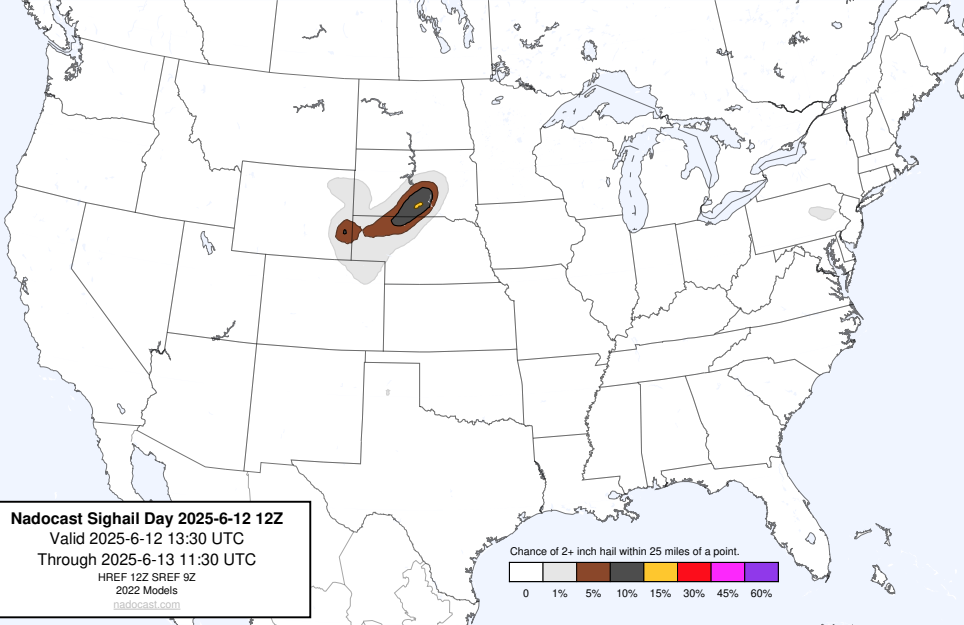 Nadocast Sighail Day 2025-6-12 12Z
Valid 2025-6-12 13:30 UTC
Through 2025-6-13 11:30 UTC
HREF 12Z SREF 9Z
2022 Models
nadocast.com
Chance of 2+ inch hail within 25 miles of a point.
0 1% 5% 10% 15% 30% 45% 60%